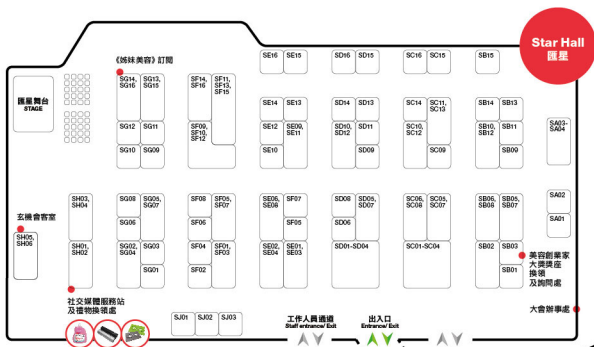 Star Hall
匯星
《姊妹美容》訂閱
匯星舞台
STAGE
SE16 SE15
SD16 SD15
SC16 SC15
SB15
SG14,
SG16
SG13,
SG15
SF14,
SF16
SF11,
SF13,
SF15
SE14 SE13
SD14 SD13
SC14
SC11,
SC13
SB14 SB13
SG12 SG11
SF09,
SF10,
SF12
SE12
SE09,
SE11
SD10,
SD12
SD11
SC10,
SC12
SB10,
SB12
SB11
SA03-
SA04
SG10 SG09
SE10
SD09
SC09
SB09
SH03,
SH04
SG08
SG05,
SG07
SF08
SF05,
SF07
SE06,
SE08
SE07
SD08
SD05,
SD07
SC06,
SC08
SC05,
SC07
SB06,
SB08
SB05,
SB07
SA02
SG06
SF06
SF05
SD06
SA01
玄機會客室
SH05,
SH06
SH01,
SH02
SG02,
SG04
SG03
SF04
SF01,
SF03
SE02,
SE04
SE01,
SE03
SD01-SD04
SC01-SC04
SB02
SB03
SG01
SF02
SB01
美容創業家
大獎獎座
換領
及詢問處
社交媒體服務站
及禮物換領處
大會辦事處
SJ01 SJ02 SJ03
工作人員通道
Staff entrance/ Exit
出入口
Entrance/ Exit